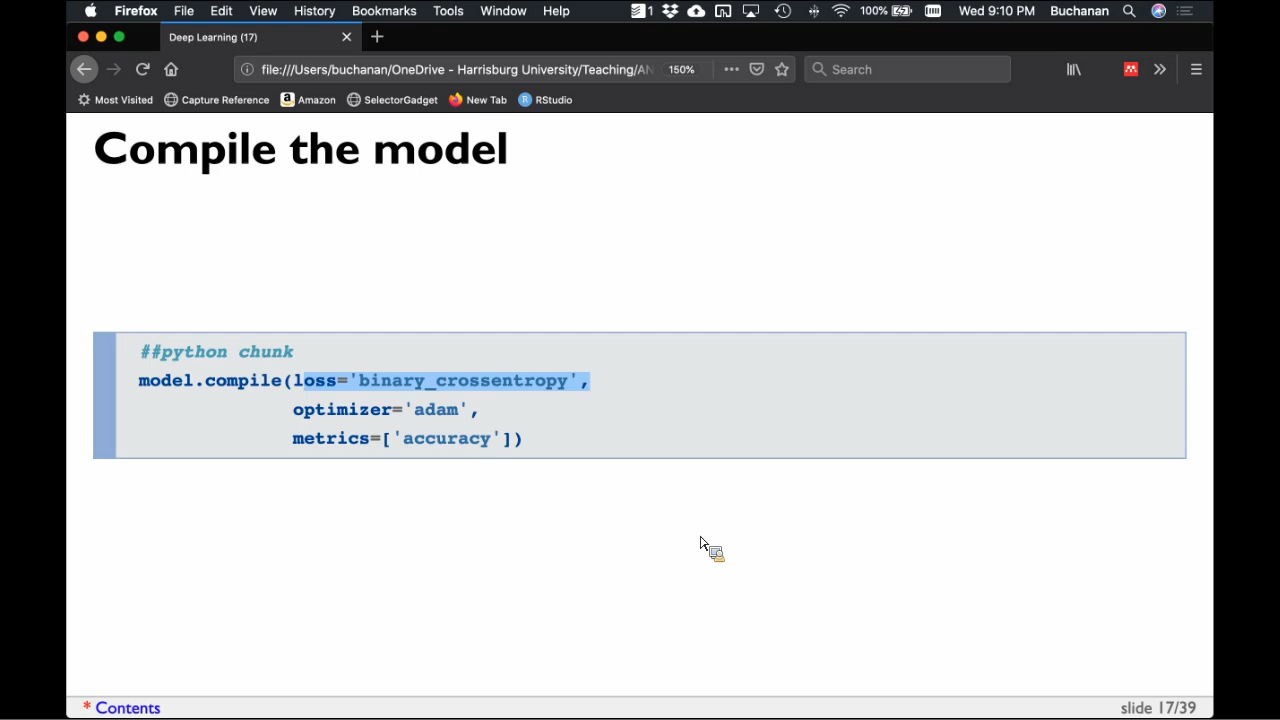 Firefox File Edit View History Bookmarks Tools Window Help 1 100% Wed 9:10 PM Buchanan
Deep Learning (17)
file:///Users/buchanan/OneDrive - Harrisburg University/Teaching/AN 150% Search
Most Visited Capture Reference Amazon SelectorGadget New Tab RStudio
Compile the model
##python chunk
model.compile(loss='binary_crossentropy',
optimizer='adam',
metrics=['accuracy'])
* Contents
slide 17/39